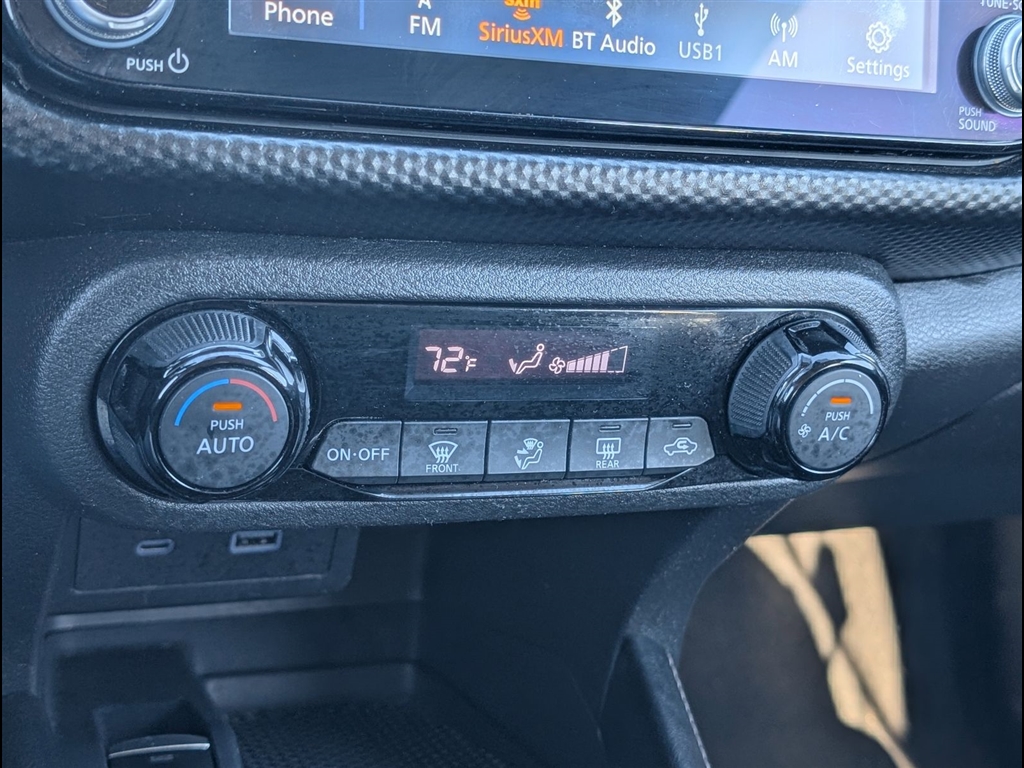 Phone
A
FM
SXM
SiriusXM
BT Audio
USB1
AM
Settings
PUSH
PUSH
SOUND
72°F
PUSH
AUTO
ON·OFF
FRONT
REAR
PUSH
A/C